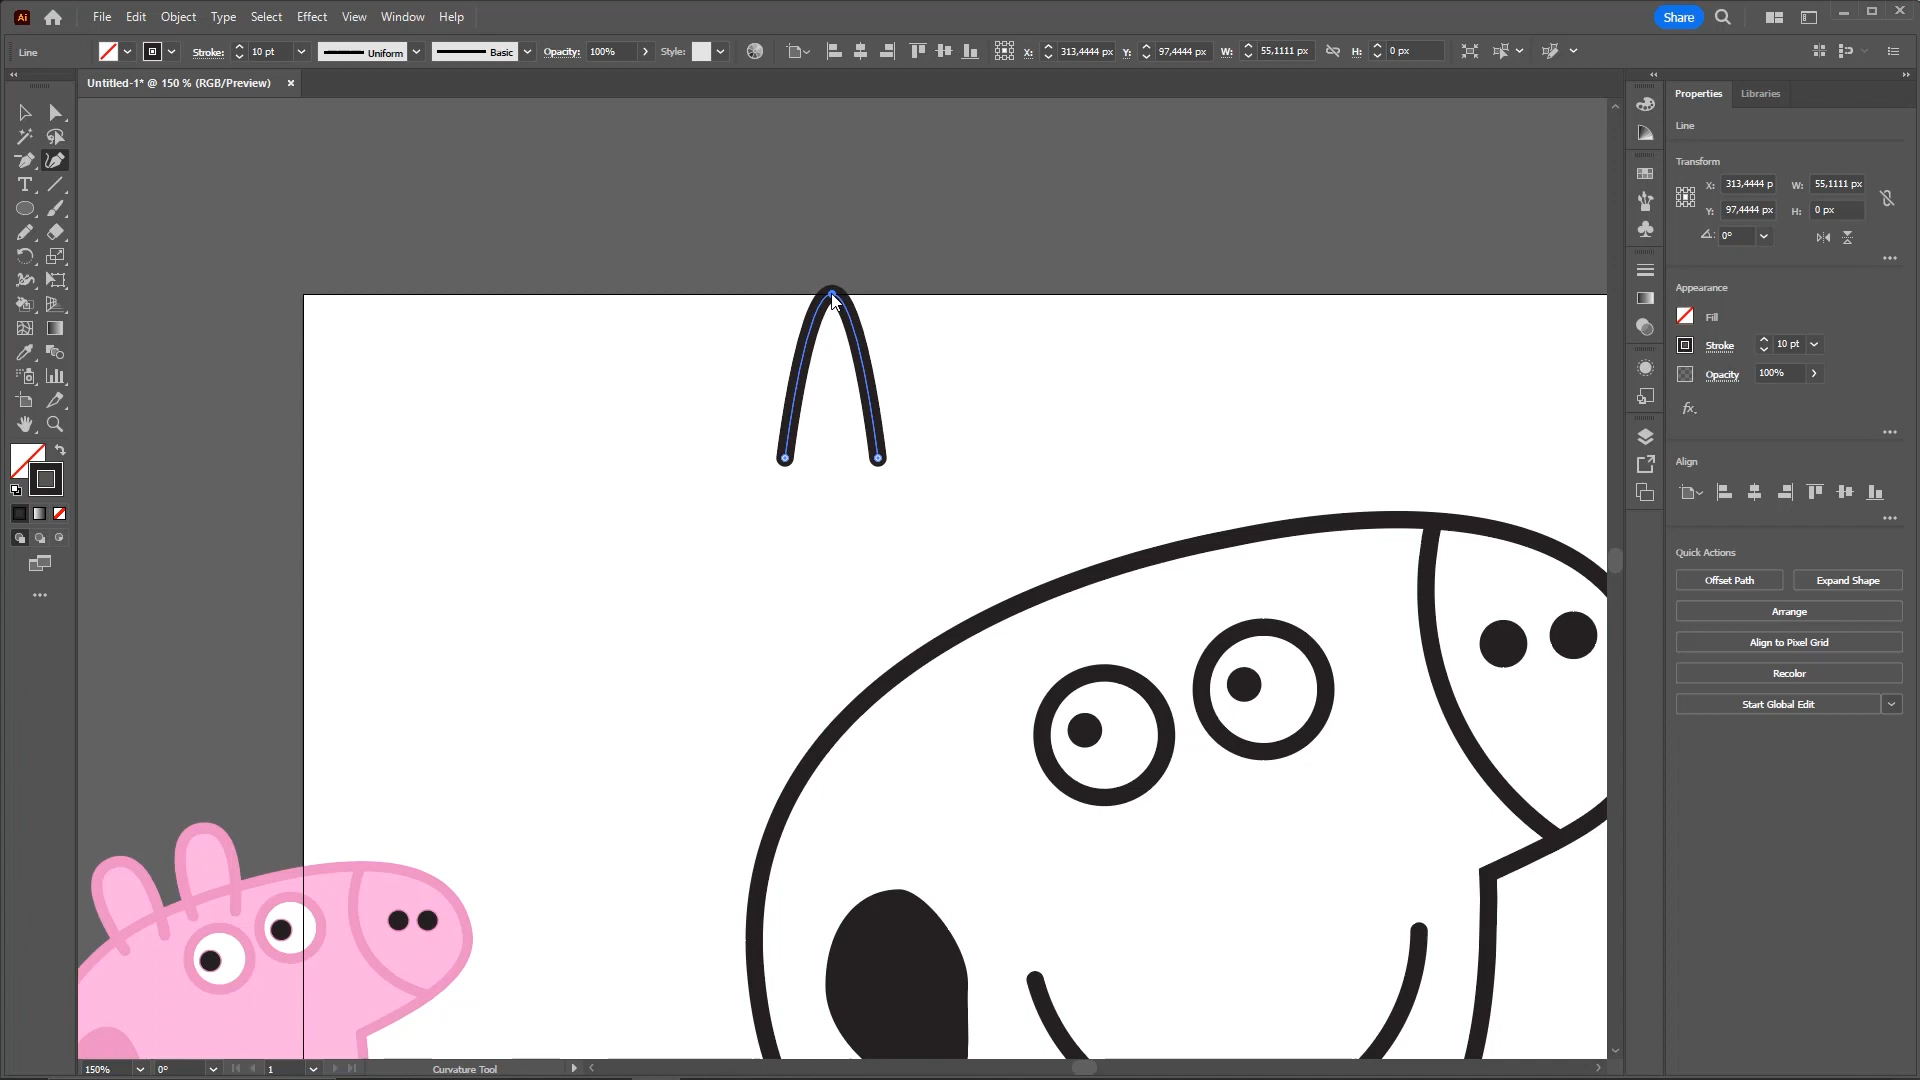 Ai File Edit Object Type Select Effect View Window Help Share
Line Stroke: 10 pt Uniform Basic Opacity: 100% Style: X: 313,4444 px Y: 97,4444 px W: 55,1111 px H: 0 px
Untitled-1* @ 150 % (RGB/Preview) ×
Properties Libraries
Line
Transform
X: 313,4444 p W: 55,1111 px
Y: 97,4444 px H: 0 px
0°
Appearance
Fill
Stroke 10 pt
Opacity 100%
fx.
Align
Quick Actions
Offset Path Expand Shape
Arrange
Align to Pixel Grid
Recolor
Start Global Edit
150% 0° 1 Curvature Tool